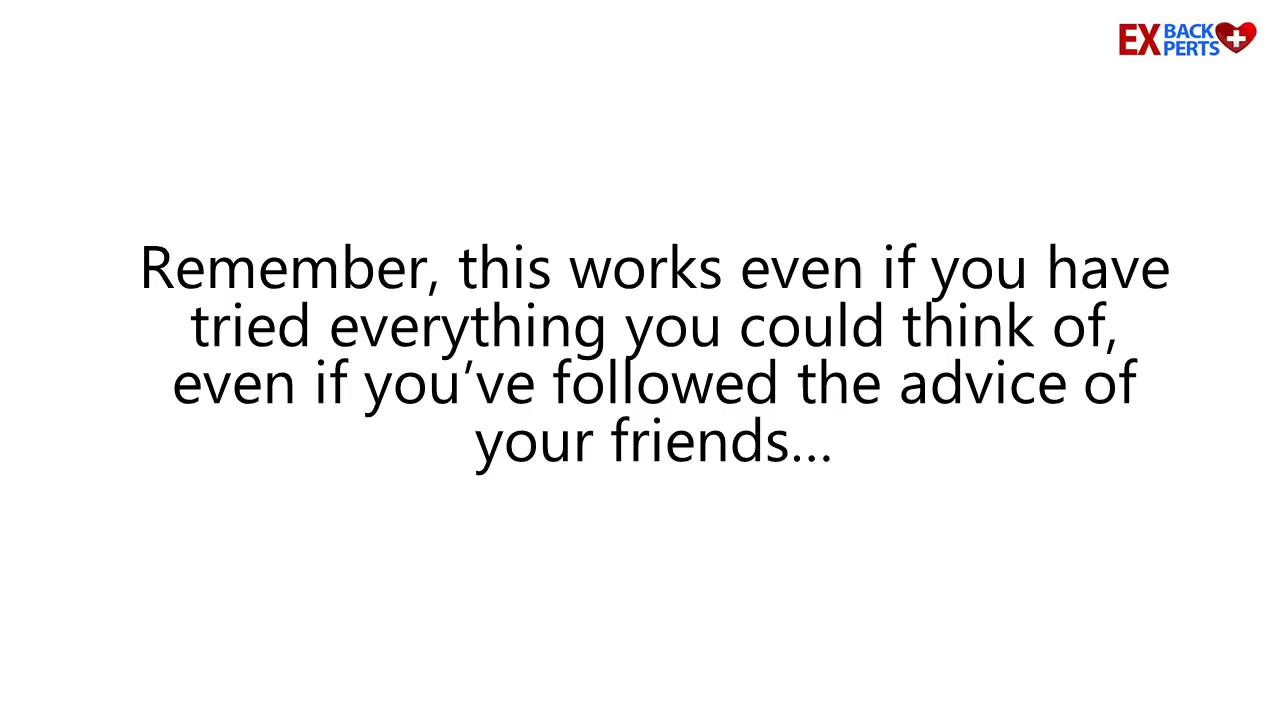 EX BACK
PERTS
Remember, this works even if you have
tried everything you could think of,
even if you’ve followed the advice of
your friends...